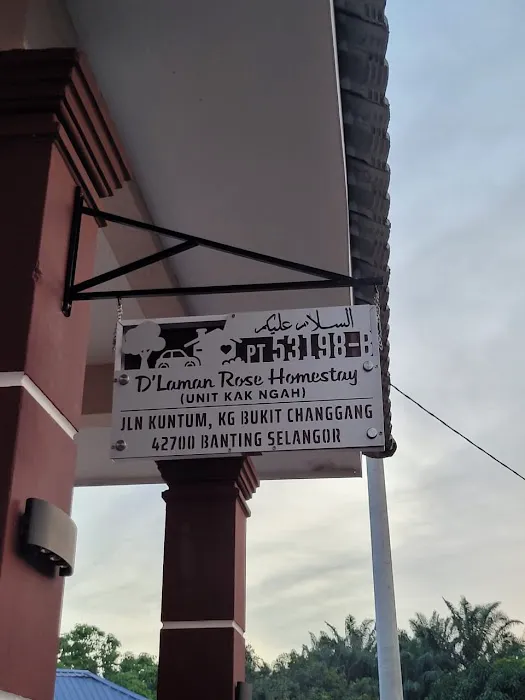 السلام عليكم
PT 53198-B
D'Laman Rose Homestay
(UNIT KAK NGAH)
JLN KUNTUM, KG BUKIT CHANGGANG
42700 BANTING SELANGOR